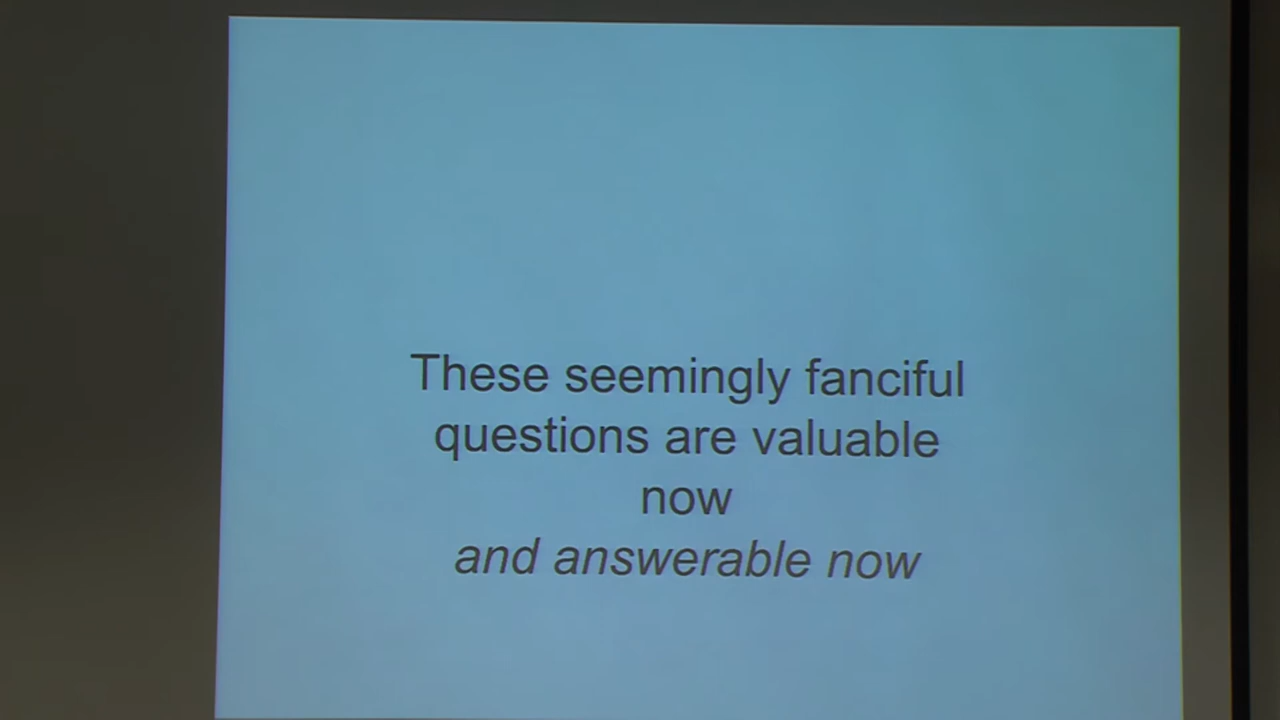 These seemingly fanciful
questions are valuable
now
and answerable now